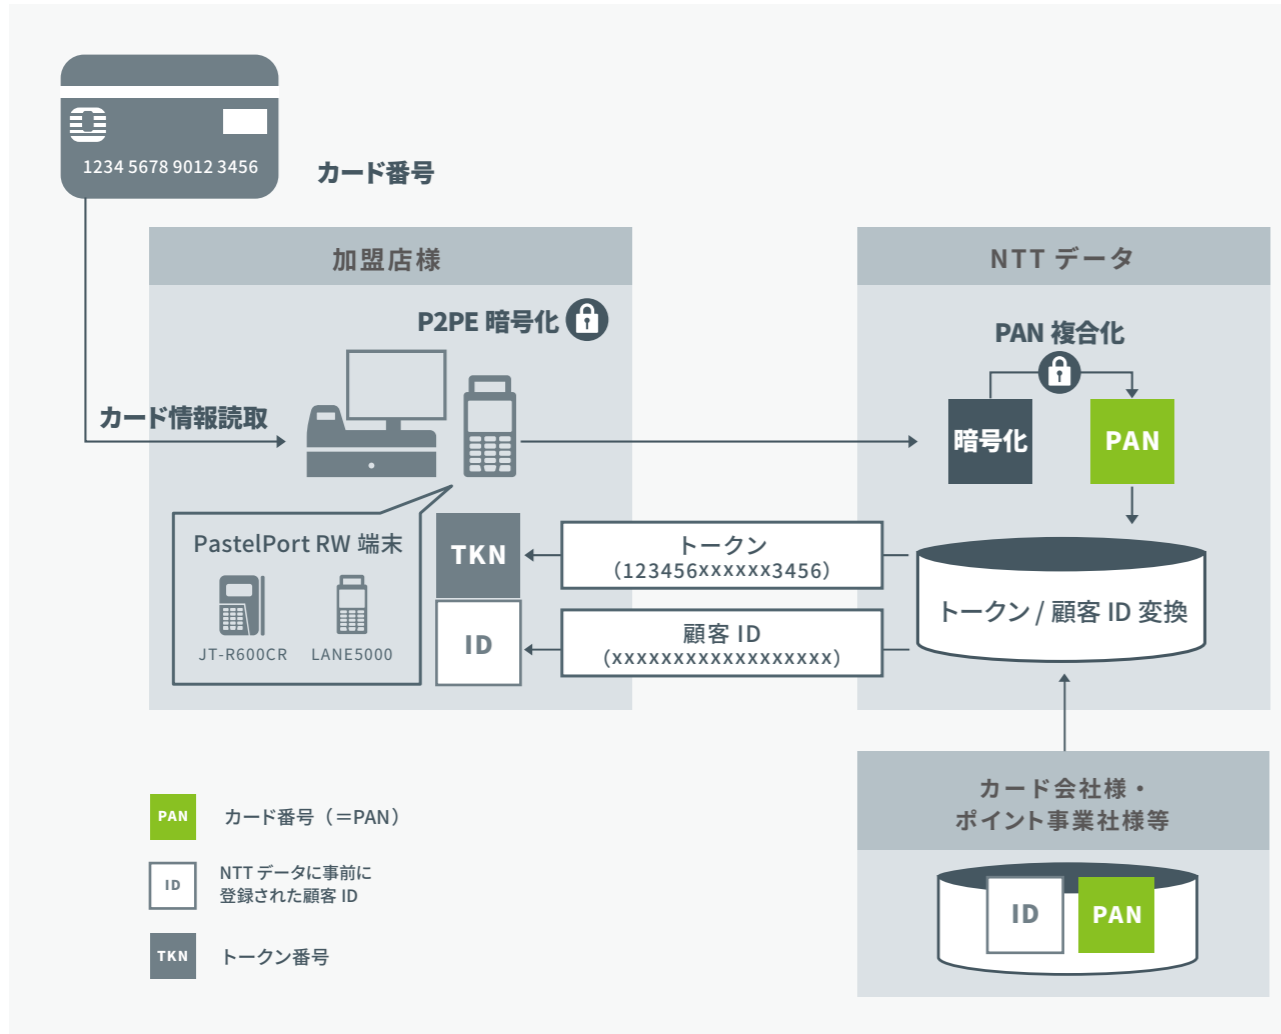 1234 5678 9012 3456
カード番号
加盟店様
P2PE 暗号化
カード情報読取
PastelPort RW 端末
JT-R600CR
LANE5000
TKN
ID
トークン
（123456xxxxxx3456）
顧客 ID
（xxxxxxxxxxxxxxxxxx）
NTT データ
PAN 複合化
暗号化
PAN
トークン / 顧客 ID 変換
カード会社様・
ポイント事業社様等
ID
PAN
PAN
カード番号（＝PAN）
ID
NTT データに事前に
登録された顧客 ID
TKN
トークン番号